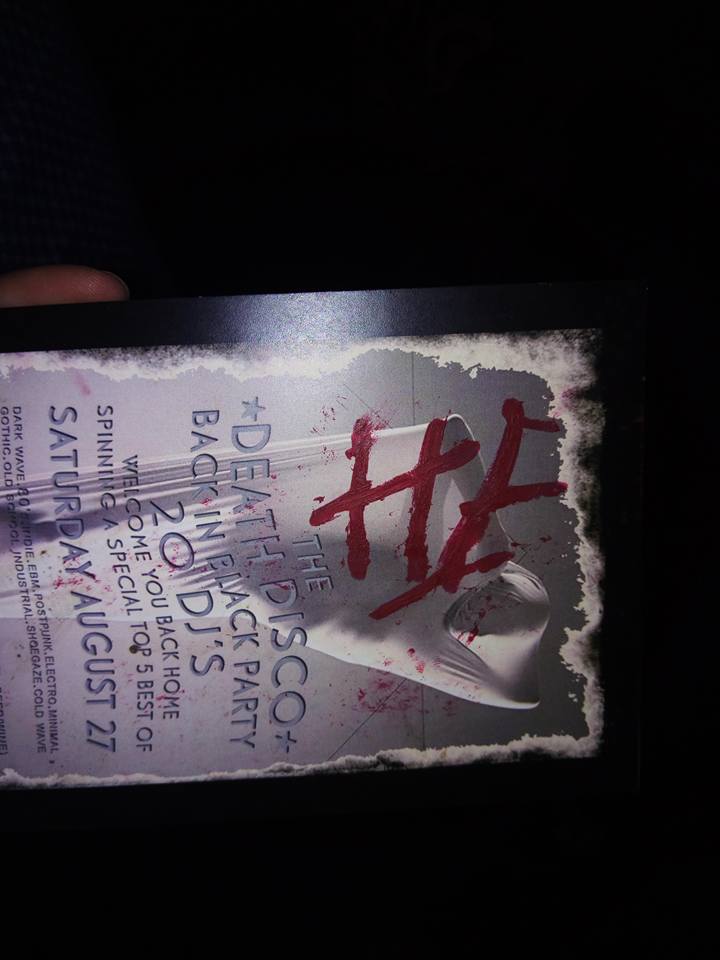 THE
★DEATH DISCO★
BACK IN BLACK PARTY
20 DJ'S
WELCOME YOU BACK HOME
SPINNING A SPECIAL TOP 5 BEST OF
SATURDAY AUGUST 27
DARK WAVE,80'S,INDIE,EBM,POSTPUNK,ELECTRO,MINIMAL,
GOTHIC,OLD SCHOOL,INDUSTRIAL,SHOEGAZE,COLD WAVE